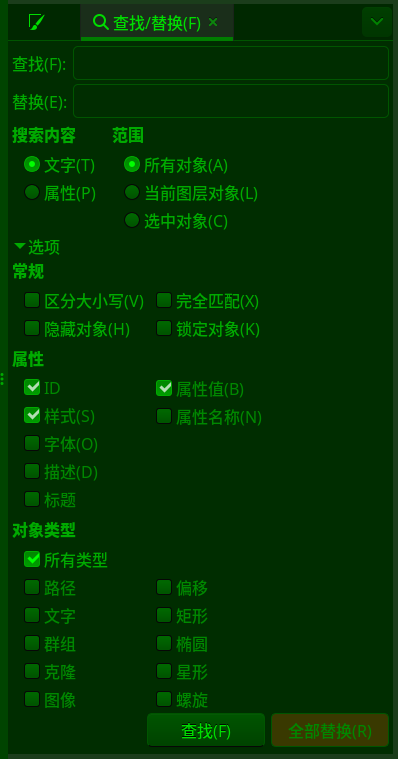 查找/替换(F)
查找(F):
替换(E):
搜索内容 范围
文字(T) 所有对象(A)
属性(P) 当前图层对象(L)
选中对象(C)
选项
常规
区分大小写(V) 完全匹配(X)
隐藏对象(H) 锁定对象(K)
属性
ID 属性值(B)
样式(S) 属性名称(N)
字体(O)
描述(D)
标题
对象类型
所有类型
路径 偏移
文字 矩形
群组 椭圆
克隆 星形
图像 螺旋
查找(F) 全部替换(R)